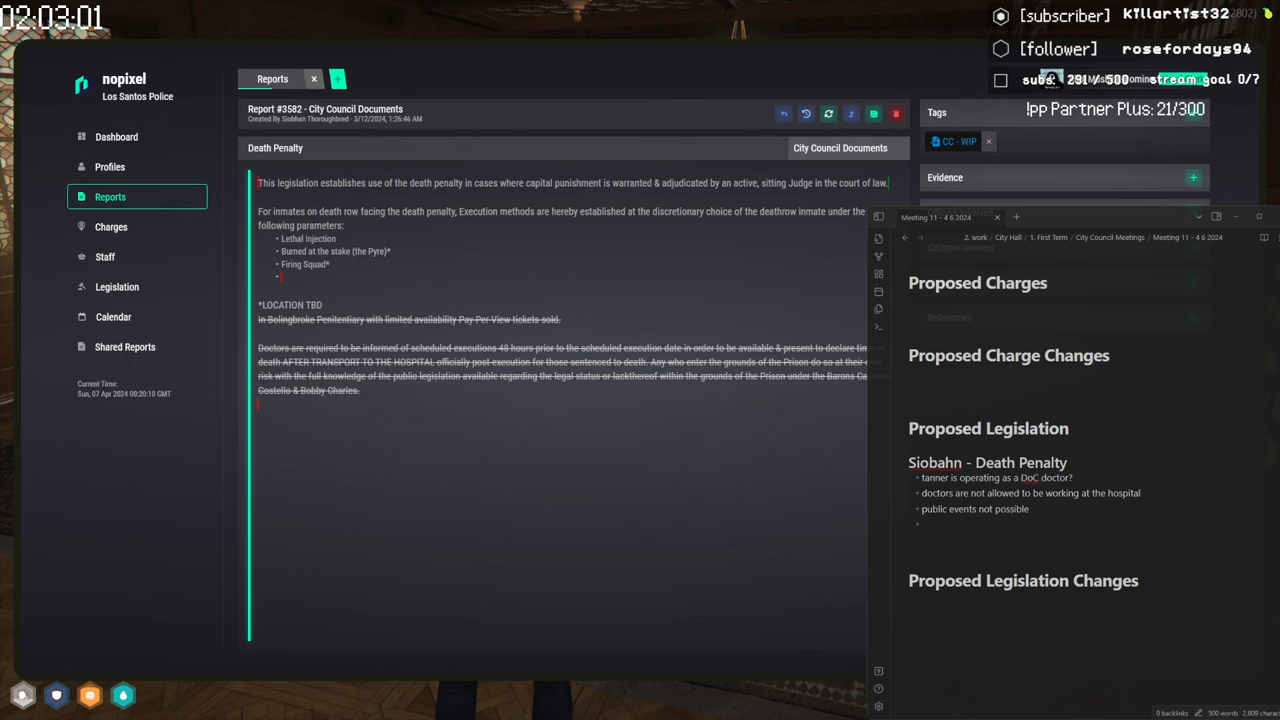 02:03:01
[subscriber] killartist32
[follower] rosefordays94
subs: 291 / 500 stream goal 0/7
!pp Partner Plus: 21/300
nopixel
Los Santos Police
Dashboard
Profiles
Reports
Charges
Staff
Legislation
Calendar
Shared Reports
Current Time:
Sun, 07 Apr 2024 00:20:10 GMT
Reports
Report #3582 - City Council Documents
Created By Siobhan Thoroughbred - 3/12/2024, 1:26:46 AM
Death Penalty
City Council Documents
This legislation establishes use of the death penalty in cases where capital punishment is warranted & adjudicated by an active, sitting Judge in the court of law.
For inmates on death row facing the death penalty, Execution methods are hereby established at the discretionary choice of the deathrow inmate under the
following parameters:
• Lethal Injection
• Burned at the stake (the Pyre)*
• Firing Squad*
•
*LOCATION TBD
In Bolingbroke Penitentiary with limited availability Pay-Per-View tickets sold.
Doctors are required to be informed of scheduled executions 48 hours prior to the scheduled execution date in order to be available & present to declare tim
death AFTER TRANSPORT TO THE HOSPITAL officially post execution for those sentenced to death. Any who enter the grounds of the Prison do so at their
risk with the full knowledge of the public legislation available regarding the legal status or lackthereof within the grounds of the Prison under the Barons Ca
Costello & Bobby Charles.
Tags
CC - WIP
Evidence
Citizens Involved
References
Meeting 11 - 4 6 2024
2. work / City Hall / 1. First Term / City Council Meetings / Meeting 11 - 4 6 2024
Proposed Charges
Proposed Charge Changes
Proposed Legislation
Siobahn - Death Penalty
• tanner is operating as a DoC doctor?
• doctors are not allowed to be working at the hospital
• public events not possible
•
Proposed Legislation Changes
0 backlinks
500 words
2,809 charac